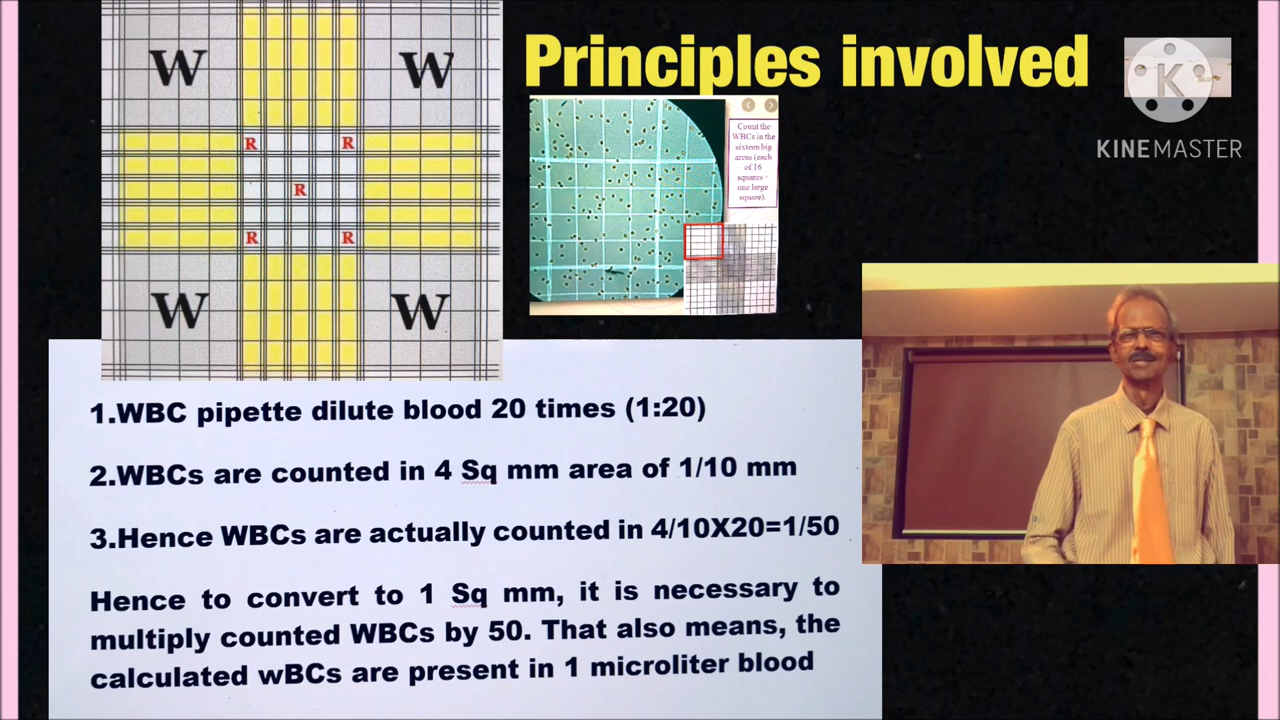 W
W
R
R
R
R
R
W
W
Principles involved
K
KINEMASTER
Count the
WBCs in the
sixteen big
areas (each
of 16
squares –
one large
square).
1.WBC pipette dilute blood 20 times (1:20)
2.WBCs are counted in 4 Sq mm area of 1/10 mm
3.Hence WBCs are actually counted in 4/10X20=1/50
Hence to convert to 1 Sq mm, it is necessary to
multiply counted WBCs by 50. That also means, the
calculated wBCs are present in 1 microliter blood